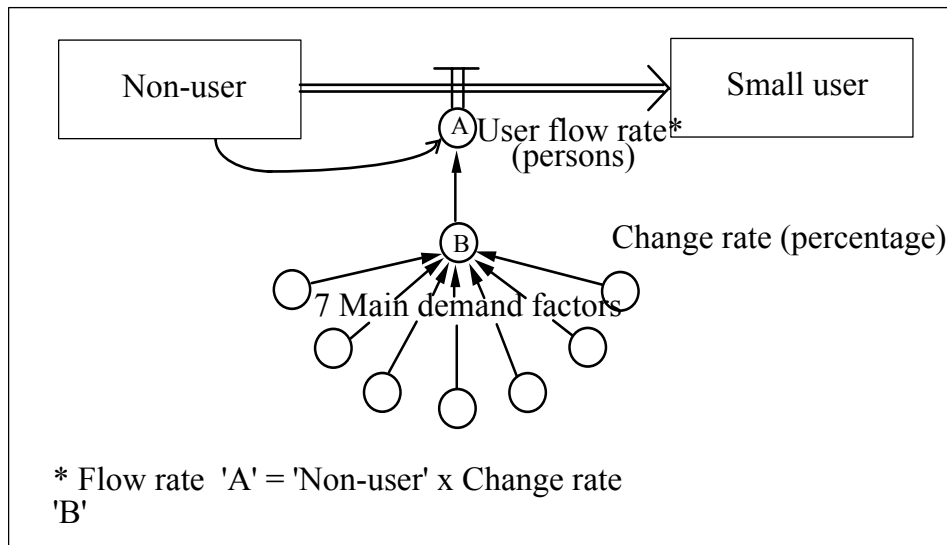 Non-user
Small user
A
User flow rate*
(persons)
B
Change rate (percentage)
7 Main demand factors
* Flow rate 'A' = 'Non-user' x Change rate
'B'